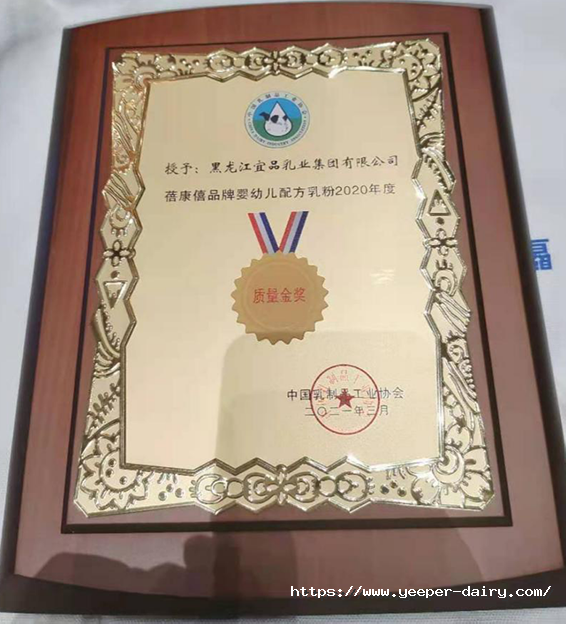 授予：黑龙江宜品乳业集团有限公司
蓓康僖品牌婴幼儿配方乳粉2020年度
质量金奖
中国乳制品工业协会
二〇二一年三月
https://www.yeeper-dairy.com/